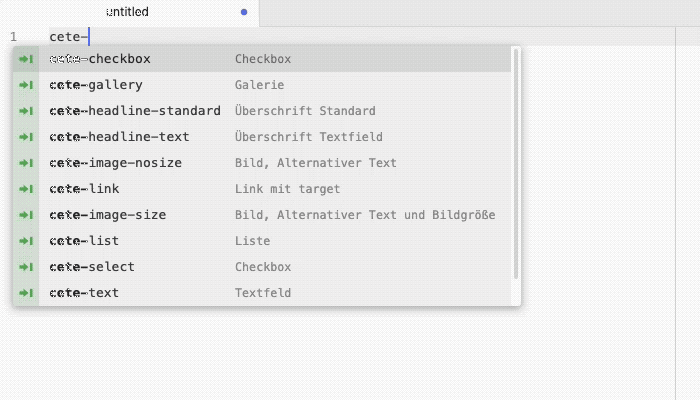 untitled
1 cete-
cete-checkbox Checkbox
cete-gallery Galerie
cete-headline-standard Überschrift Standard
cete-headline-text Überschrift Textfield
cete-image-nosize Bild, Alternativer Text
cete-link Link mit target
cete-image-size Bild, Alternativer Text und Bildgröße
cete-list Liste
cete-select Checkbox
cete-text Textfeld